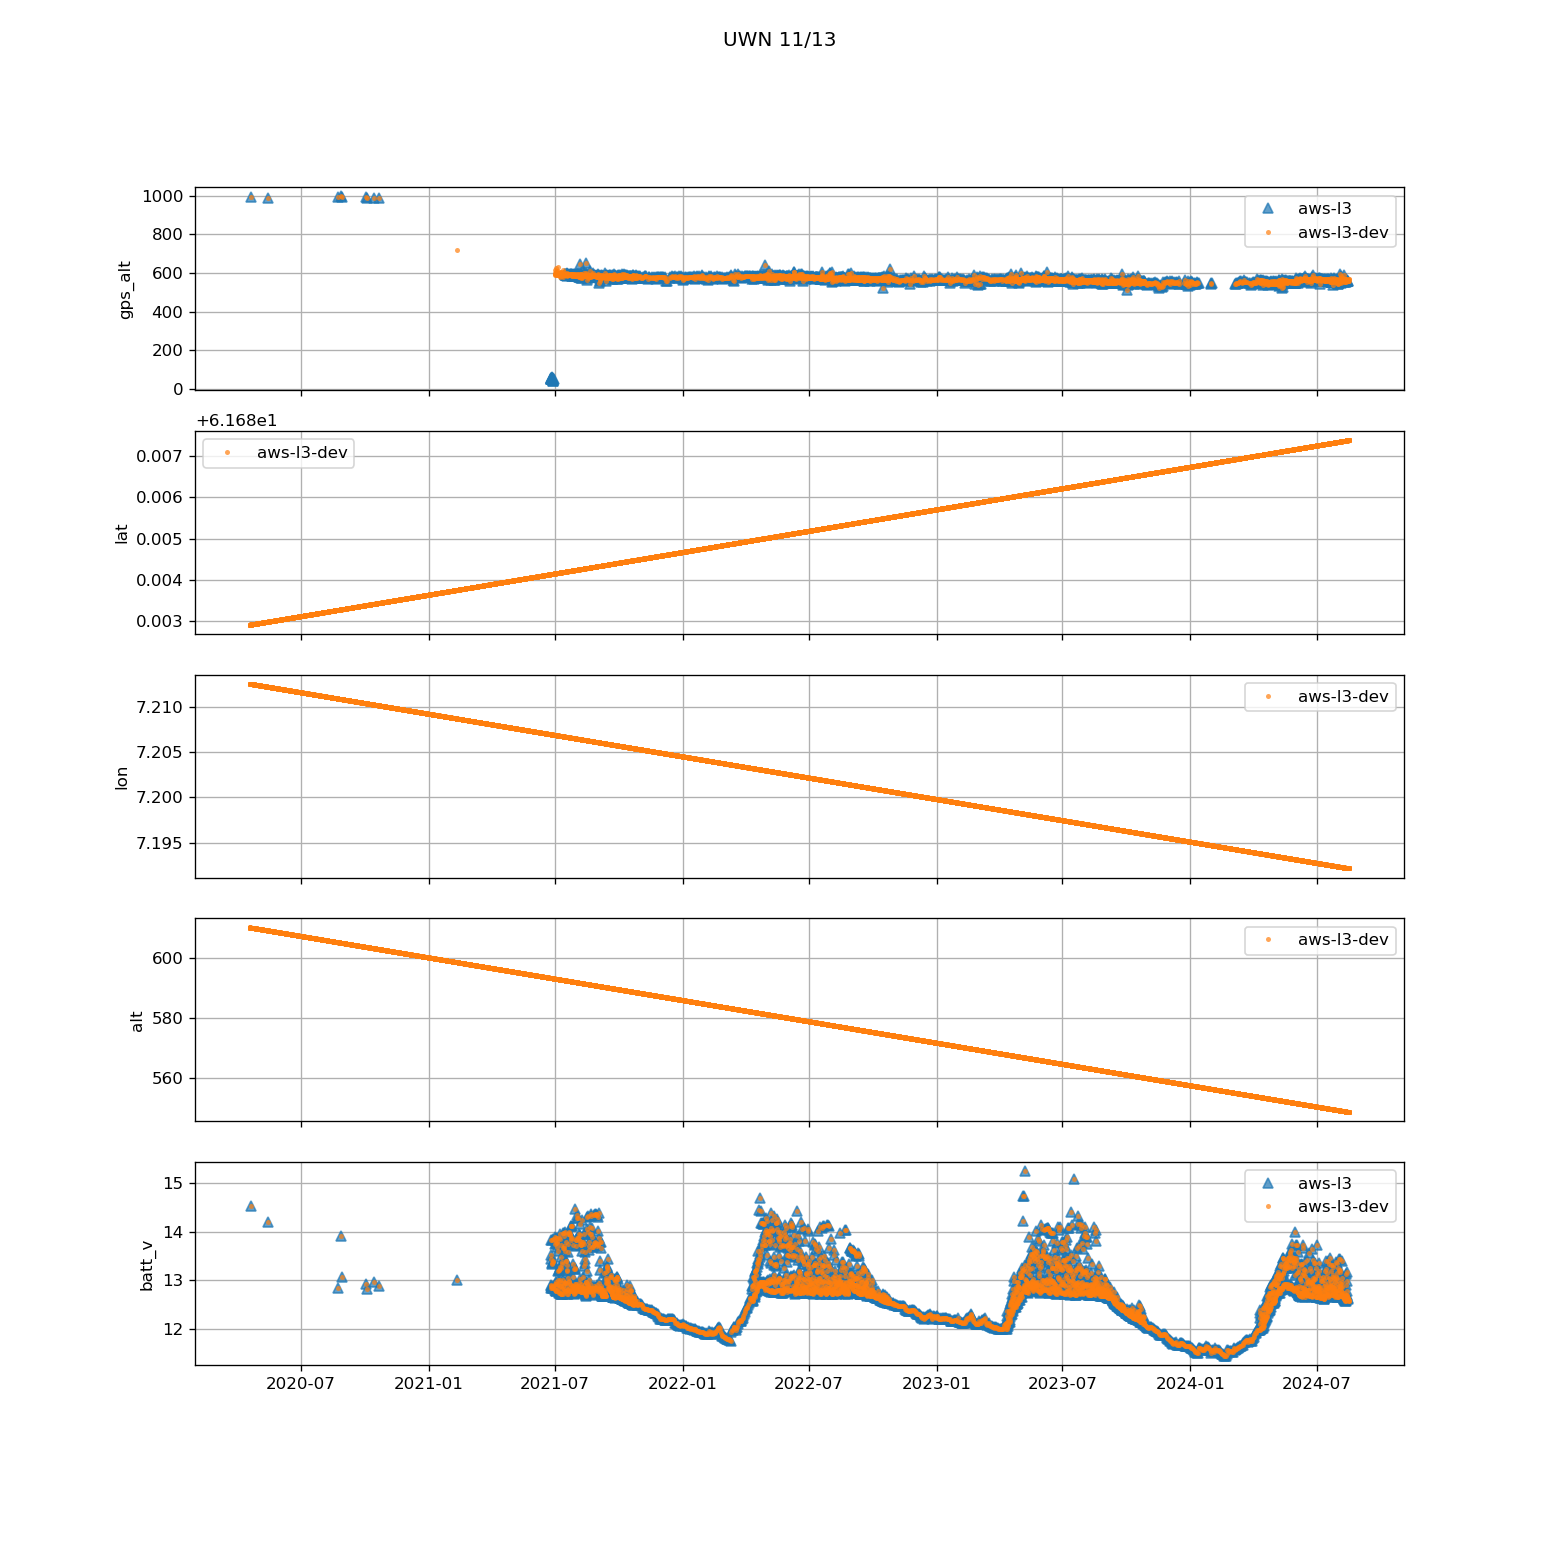 UWN 11/13
1000
800
600
400
200
0
gps_alt
aws-l3
aws-l3-dev
+6.168e1
0.007
0.006
0.005
0.004
0.003
lat
aws-l3-dev
7.210
7.205
7.200
7.195
lon
aws-l3-dev
600
580
560
alt
aws-l3-dev
15
14
13
12
batt_v
aws-l3
aws-l3-dev
2020-07 2021-01 2021-07 2022-01 2022-07 2023-01 2023-07 2024-01 2024-07